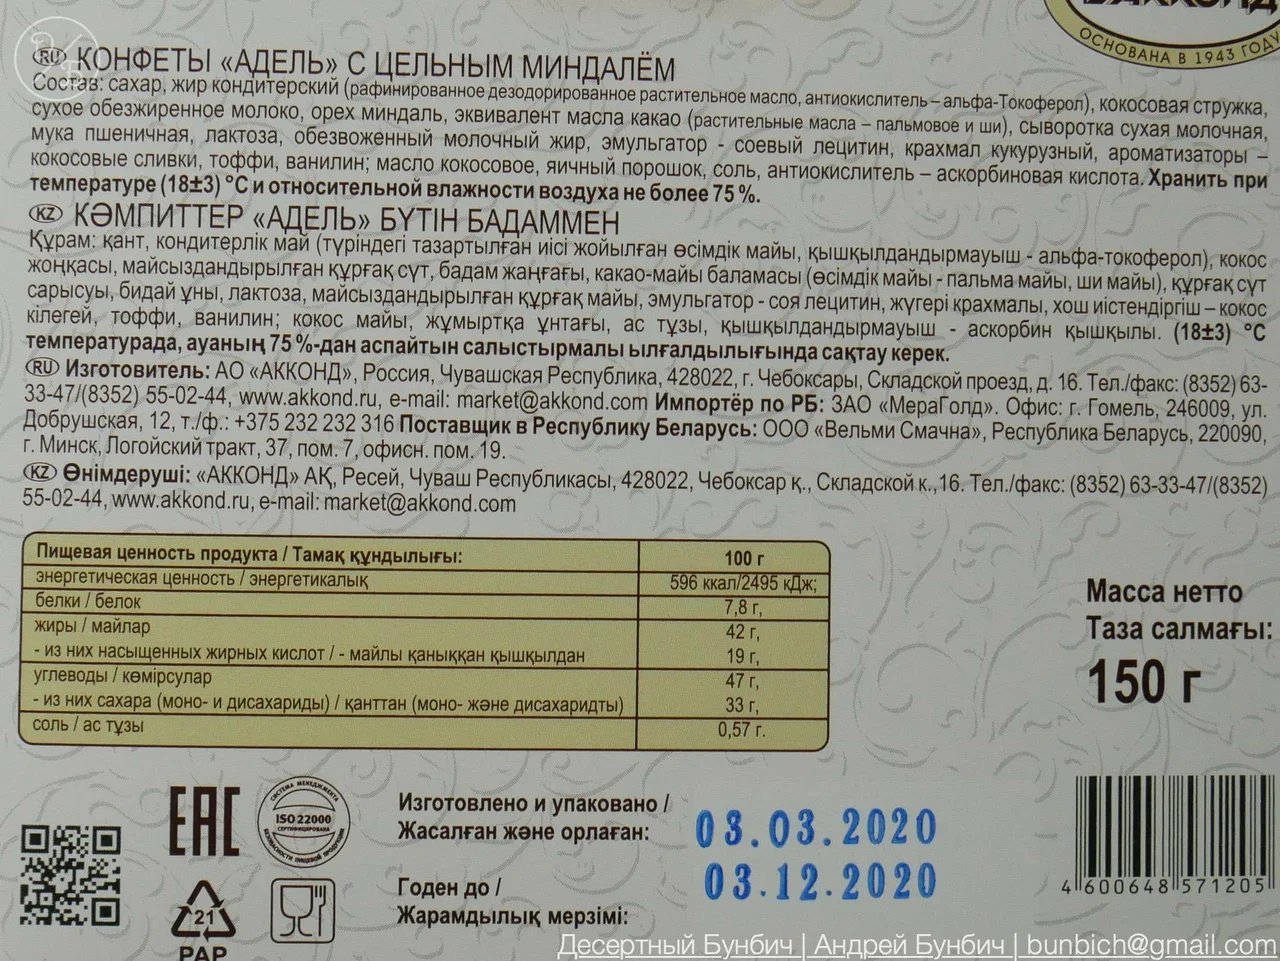 АККОНД
ОСНОВАНА В 1943 ГОДУ
RU КОНФЕТЫ «АДЕЛЬ» С ЦЕЛЬНЫМ МИНДАЛЁМ
Состав: сахар, жир кондитерский (рафинированное дезодорированное растительное масло, антиокислитель – альфа-Токоферол), кокосовая стружка,
сухое обезжиренное молоко, орех миндаль, эквивалент масла какао (растительные масла – пальмовое и ши), сыворотка сухая молочная,
мука пшеничная, лактоза, обезвоженный молочный жир, эмульгатор - соевый лецитин, крахмал кукурузный, ароматизаторы –
кокосовые сливки, тоффи, ванилин; масло кокосовое, яичный порошок, соль, антиокислитель – аскорбиновая кислота. Хранить при
температуре (18±3) °С и относительной влажности воздуха не более 75 %.
KZ КӘМПИТТЕР «АДЕЛЬ» БҮТІН БАДАММЕН
Құрам: қант, кондитерлік май (түріндегі тазартылған иісі жойылған өсімдік майы, қышқылдандырмауыш - альфа-токоферол), кокос
жоңқасы, майсыздандырылған құрғақ сүт, бадам жаңғағы, какао-майы баламасы (өсімдік майы - пальма майы, ши майы), құрғақ сүт
сарысуы, бидай ұны, лактоза, майсыздандырылған құрғақ майы, эмульгатор - соя лецитин, жүгері крахмалы, хош иістендіргіш – кокос
кілегей, тоффи, ванилин; кокос майы, жұмыртқа ұнтағы, ас тұзы, қышқылдандырмауыш - аскорбин қышқылы. (18±3) °С
температурада, ауаның 75 %-дан аспайтын салыстырмалы ылғалдылығында сақтау керек.
RU Изготовитель: АО «АККОНД», Россия, Чувашская Республика, 428022, г. Чебоксары, Складской проезд, д. 16. Тел./факс: (8352) 63-
33-47/(8352) 55-02-44, www.akkond.ru, e-mail: market@akkond.com Импортёр по РБ: ЗАО «МераГолд». Офис: г. Гомель, 246009, ул.
Добрушская, 12, т./ф.: +375 232 232 316 Поставщик в Республику Беларусь: ООО «Вельми Смачна», Республика Беларусь, 220090,
г. Минск, Логойский тракт, 37, пом. 7, офисн. пом. 19.
KZ Өнімдеруші: «АККОНД» АҚ, Ресей, Чуваш Республикасы, 428022, Чебоксар қ., Складской к.,16. Тел./факс: (8352) 63-33-47/(8352)
55-02-44, www.akkond.ru, e-mail: market@akkond.com
Пищевая ценность продукта / Тамақ құндылығы: 100 г
энергетическая ценность / энергетикалық 596 ккал/2495 кДж;
белки / белок 7,8 г,
жиры / майлар 42 г,
- из них насыщенных жирных кислот / - майлы қаныққан қышқылдан 19 г,
углеводы / көмірсулар 47 г,
- из них сахара (моно- и дисахариды) / қанттан (моно- және дисахаридты) 33 г,
соль / ас тұзы 0,57 г.
Масса нетто
Таза салмағы:
150 г
ЕАС
СИСТЕМА МЕНЕДЖМЕНТА
ISO 22000
СЕРТИФИЦИРОВАНА
БЕЗОПАСНОСТИ ПИЩЕВОЙ ПРОДУКЦИИ
Изготовлено и упаковано /
Жасалған және орлаған:
03.03.2020
Годен до /
Жарамдылық мерзімі:
03.12.2020
21
PAP
4 600648 571205
Десертный Бунбич | Андрей Бунбич | bunbich@gmail.com